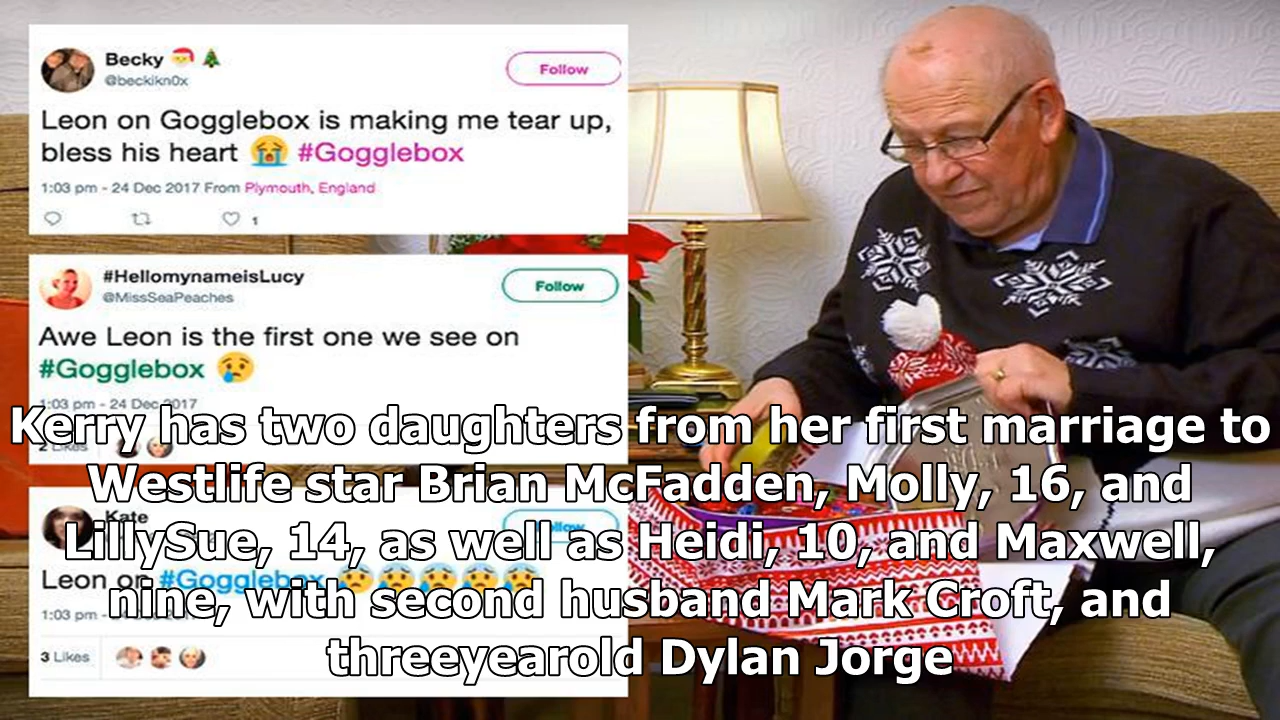 Becky 🎅 🎄
@beckikn0x
Follow
Leon on Gogglebox is making me tear up,
bless his heart 😭 #Gogglebox
1:03 pm - 24 Dec 2017 From Plymouth, England
1
#HellomynameisLucy
@MissSeaPeaches
Follow
Awe Leon is the first one we see on
#Gogglebox 😢
1:03 pm - 24 Dec 2017
2 Likes
Kate
Follow
Leon on #Gogglebox 😰😰😰😰😰
1:03 pm -
3 Likes
Kerry has two daughters from her first marriage to
Westlife star Brian McFadden, Molly, 16, and
LillySue, 14, as well as Heidi, 10, and Maxwell,
nine, with second husband Mark Croft, and
threeyearold Dylan Jorge